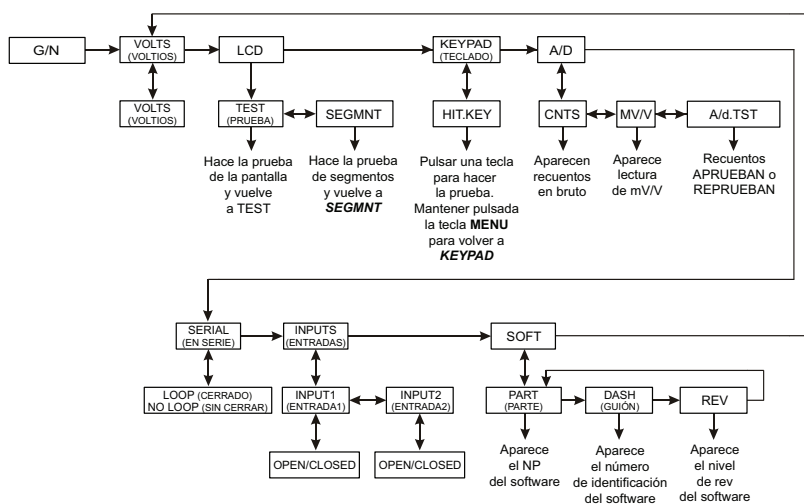 G/N
VOLTS
(VOLTIOS)
LCD
KEYPAD
(TECLADO)
A/D
VOLTS
(VOLTIOS)
TEST
(PRUEBA)
SEGMNT
HIT.KEY
CNTS
MV/V
A/d.TST
Hace la prueba
de la pantalla
y vuelve
a TEST
Hace la prueba
de segmentos
y vuelve a
SEGMNT
Pulsar una tecla
para hacer
la prueba.
Mantener pulsada
la tecla MENU
para volver a
KEYPAD
Aparecen
recuentos
en bruto
Aparece
lectura
de mV/V
Recuentos
APRUEBAN o
REPRUEBAN
SERIAL
(EN SERIE)
INPUTS
(ENTRADAS)
SOFT
LOOP (CERRADO)
NO LOOP (SIN CERRAR)
INPUT1
(ENTRADA1)
INPUT2
(ENTRADA2)
PART
(PARTE)
DASH
(GUIÓN)
REV
OPEN/CLOSED
OPEN/CLOSED
Aparece
el NP
del software
Aparece
el número
de identificación
del software
Aparece
el nivel
de rev
del software